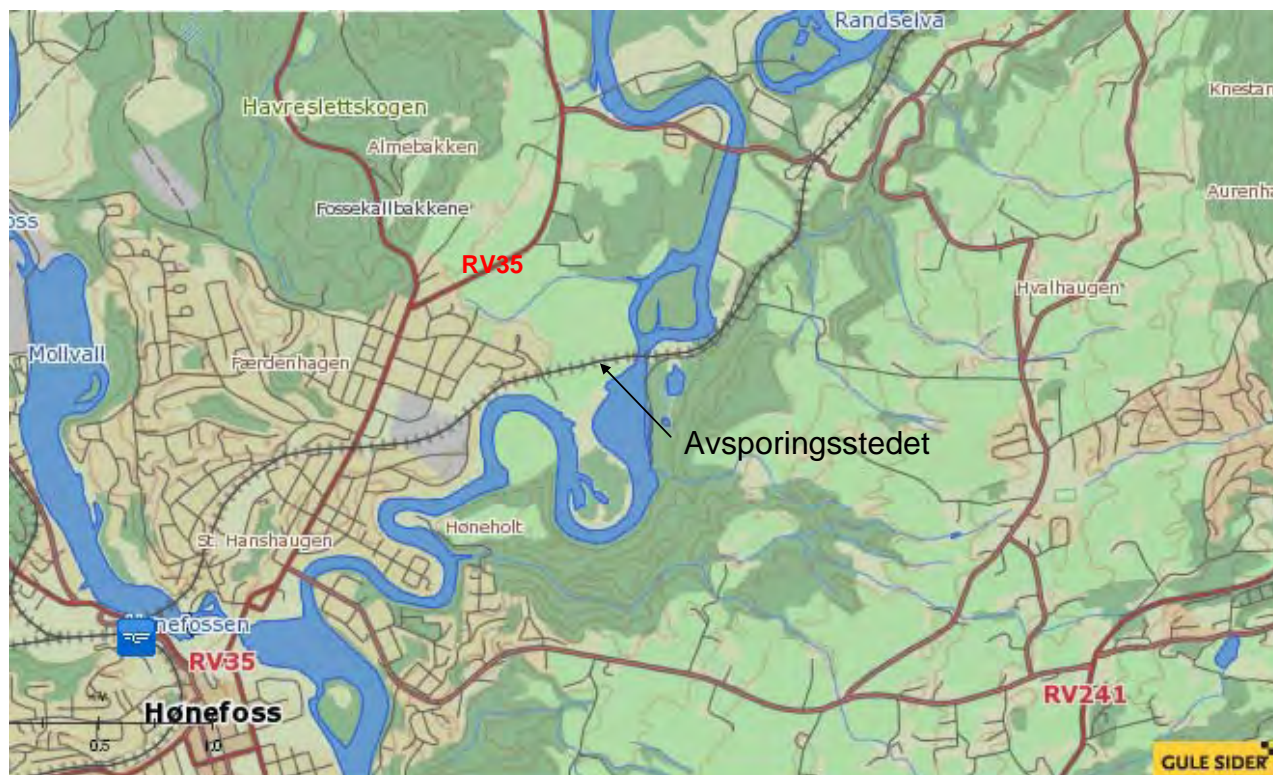 Randselva
Knestan
Havreslettskogen
Almebakken
Aurenha
Fossekallbakkene
oss
RV35
Hvalhaugen
Mollvall
Færdenhagen
Avsporingsstedet
Høneholt
St. Hanshaugen
nefossen
RV35
RV241
Hønefoss
0.5
1.0
GULE SIDER